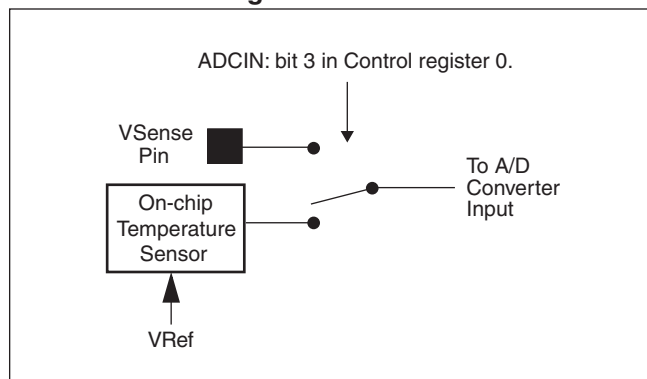 ADCIN: bit 3 in Control register 0.
VSense
Pin
To A/D
Converter
Input
On-chip
Temperature
Sensor
VRef